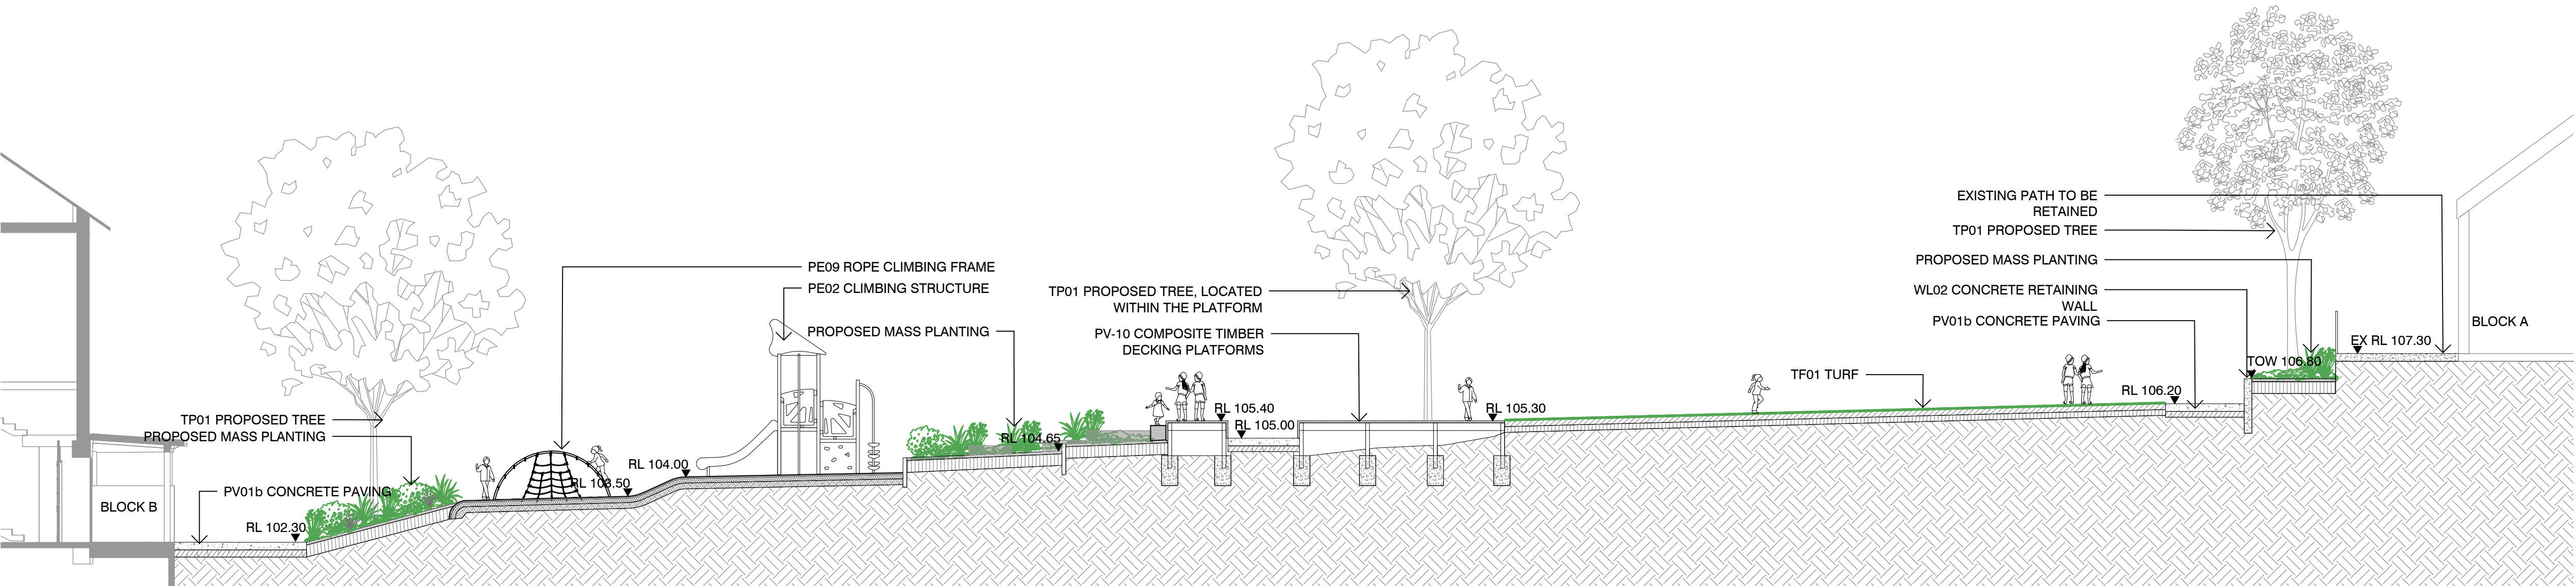 TP01 PROPOSED TREE
PROPOSED MASS PLANTING
PV01b CONCRETE PAVING
BLOCK B
RL 102.30
PE09 ROPE CLIMBING FRAME
PE02 CLIMBING STRUCTURE
PROPOSED MASS PLANTING
RL 103.50
RL 104.00
RL 104.65
TP01 PROPOSED TREE, LOCATED
WITHIN THE PLATFORM
PV-10 COMPOSITE TIMBER
DECKING PLATFORMS
RL 105.40
RL 105.00
RL 105.30
TF01 TURF
EXISTING PATH TO BE
RETAINED
TP01 PROPOSED TREE
PROPOSED MASS PLANTING
WL02 CONCRETE RETAINING
WALL
PV01b CONCRETE PAVING
RL 106.20
TOW 106.80
EX RL 107.30
BLOCK A